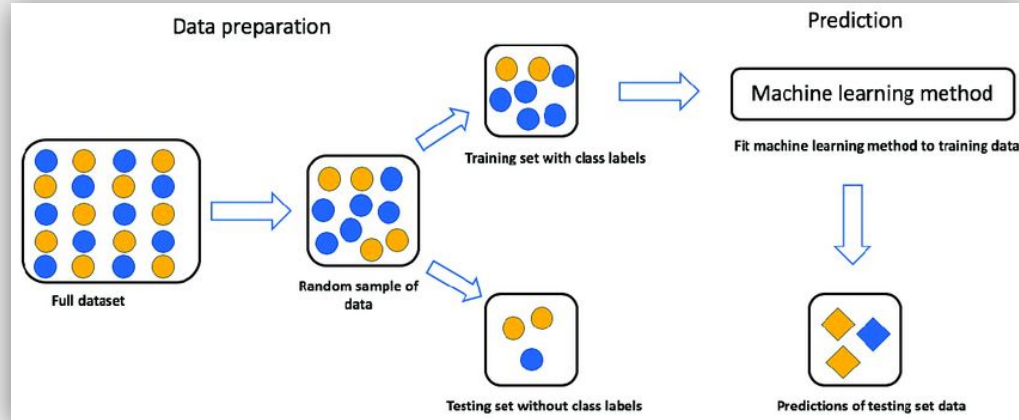 Data preparation
Prediction
Training set with class labels
Machine learning method
Fit machine learning method to training data
Full dataset
Random sample of
data
Testing set without class labels
Predictions of testing set data